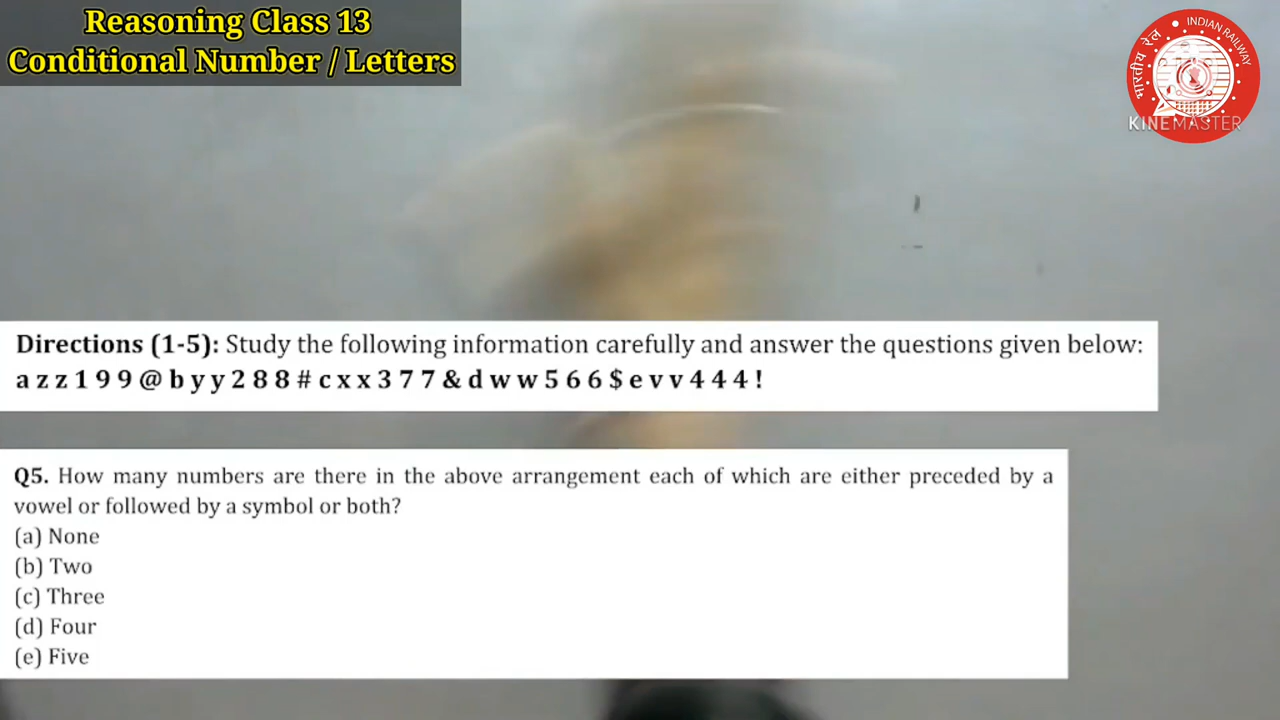 Reasoning Class 13
Conditional Number / Letters
भारतीय रेल
INDIAN RAILWAY
KINEMASTER
Directions (1-5): Study the following information carefully and answer the questions given below:
a z z 1 9 9 @ b y y 2 8 8 # c x x 3 7 7 & d w w 5 6 6 $ e v v 4 4 4 !
Q5. How many numbers are there in the above arrangement each of which are either preceded by a
vowel or followed by a symbol or both?
(a) None
(b) Two
(c) Three
(d) Four
(e) Five